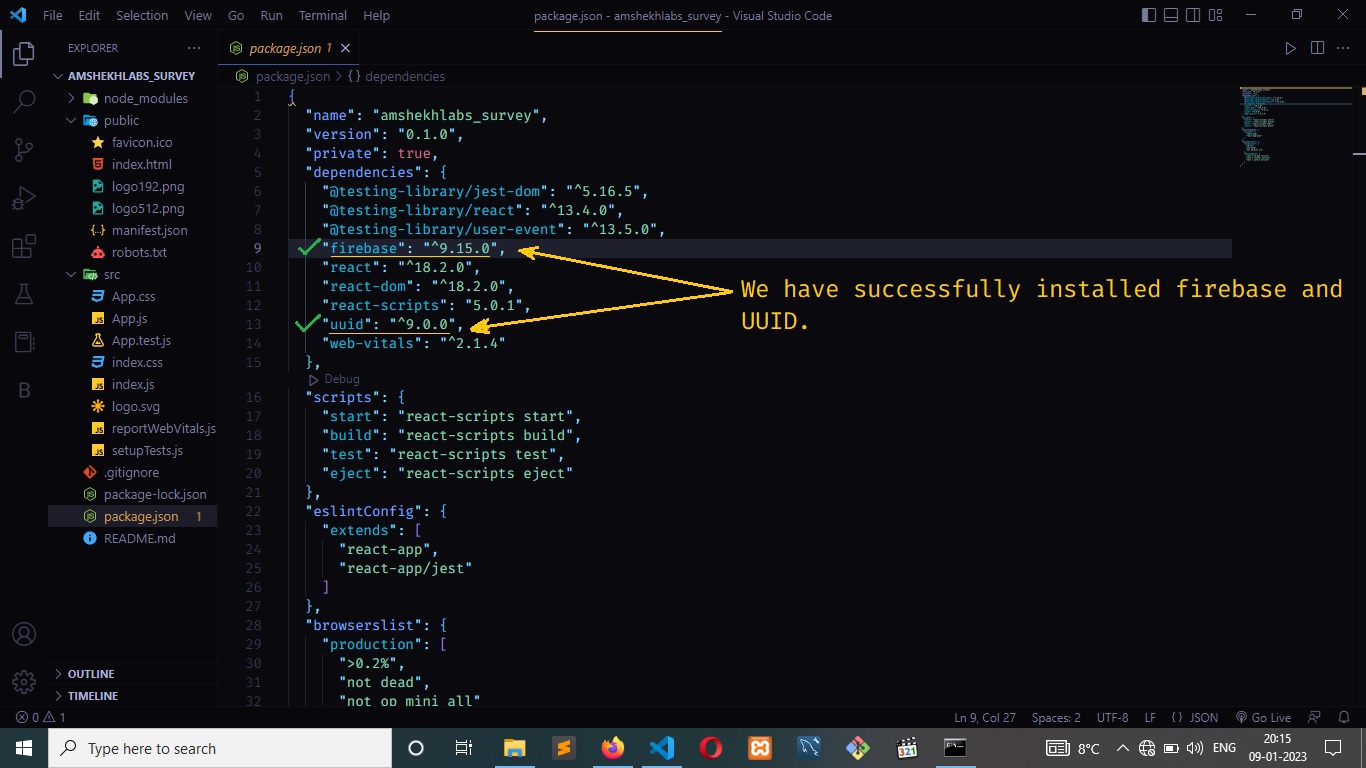 File Edit Selection View Go Run Terminal Help
package.json - amshekhlabs_survey - Visual Studio Code
EXPLORER
package.json 1
AMSHEKHLABS_SURVEY
package.json > {} dependencies
node_modules
public
favicon.ico
index.html
logo192.png
logo512.png
manifest.json
robots.txt
src
App.css
App.js
App.test.js
index.css
index.js
logo.svg
reportWebVitals.js
setupTests.js
.gitignore
package-lock.json
package.json 1
README.md
OUTLINE
TIMELINE
1 {
2 "name": "amshekhlabs_survey",
3 "version": "0.1.0",
4 "private": true,
5 "dependencies": {
6 "@testing-library/jest-dom": "^5.16.5",
7 "@testing-library/react": "^13.4.0",
8 "@testing-library/user-event": "^13.5.0",
9 "firebase": "^9.15.0",
10 "react": "^18.2.0",
11 "react-dom": "^18.2.0",
12 "react-scripts": "5.0.1",
13 "uuid": "^9.0.0",
14 "web-vitals": "^2.1.4"
15 },
Debug
16 "scripts": {
17 "start": "react-scripts start",
18 "build": "react-scripts build",
19 "test": "react-scripts test",
20 "eject": "react-scripts eject"
21 },
22 "eslintConfig": {
23 "extends": [
24 "react-app",
25 "react-app/jest"
26 ]
27 },
28 "browserslist": {
29 "production": [
30 ">0.2%",
31 "not dead",
32 "not op_mini all"
We have successfully installed firebase and
UUID.
0 1
Ln 9, Col 27 Spaces: 2 UTF-8 LF {} JSON Go Live
Type here to search
8°C ENG
20:15
09-01-2023